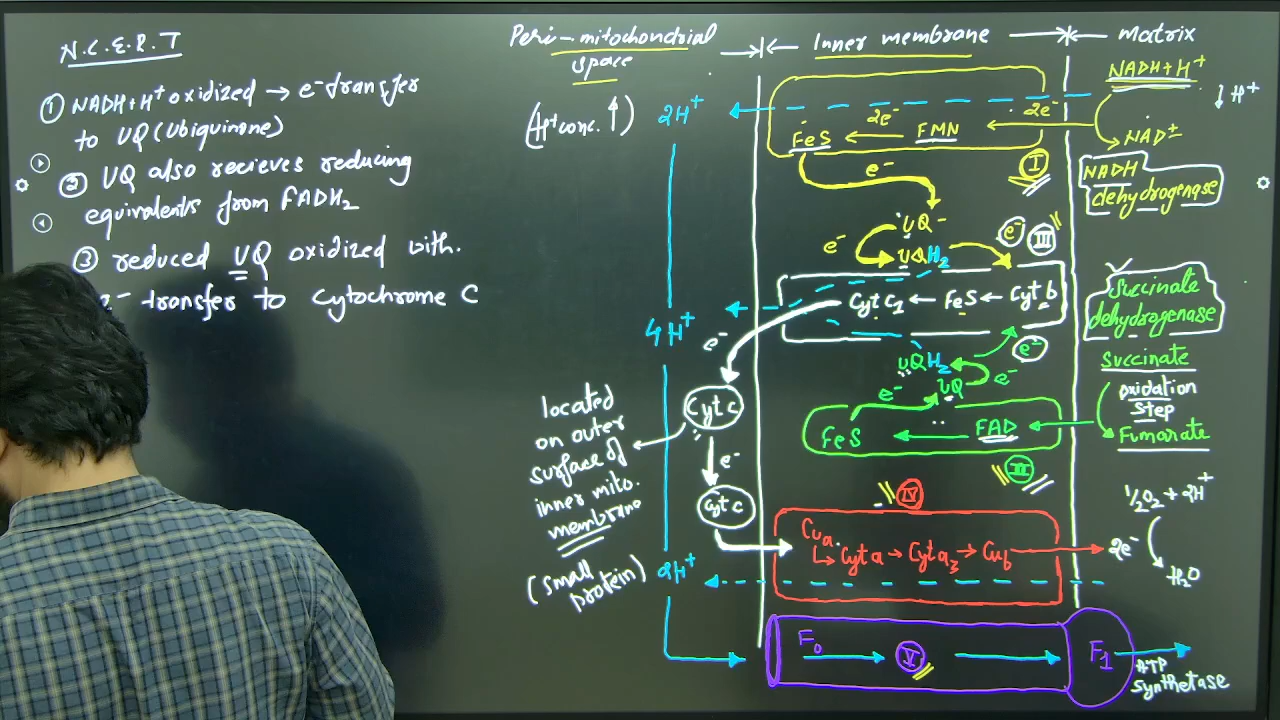 N.C.E.R.T
① NADH+H⁺ oxidized → e⁻ transfer
to UQ (Ubiquinone)
② UQ also recieves reducing
equivalents from FADH₂
③ reduced UQ oxidized with
e⁻ transfer to Cytochrome C
Peri-mitochondrial
space
Inner membrane
matrix
(H⁺ conc. ↑)
2H⁺
2e⁻
2e⁻
FeS ← FMN
I
NADH+H⁺
↓ H⁺
NAD⁺
NADH
dehydrogenase
e⁻
UQ
e⁻
UQH₂
e⁻
III
Cyt C₁ ← FeS ← Cyt b
4H⁺
e⁻
UQH₂
e⁻
UQ
e⁻
e⁻
Succinate
dehydrogenase
Succinate
oxidation
step
Fumarate
FeS ← FAD
II
Cyt C
e⁻
Cyt C
located
on outer
surface of
inner mito.
membrane
(small
protein)
IV
Cuₐ
Cyt a → Cyt a₃ → Cu_b
2H⁺
½O₂ + 2H⁺
2e⁻
H₂O
F₀
V
F₁
ATP
Synthetase